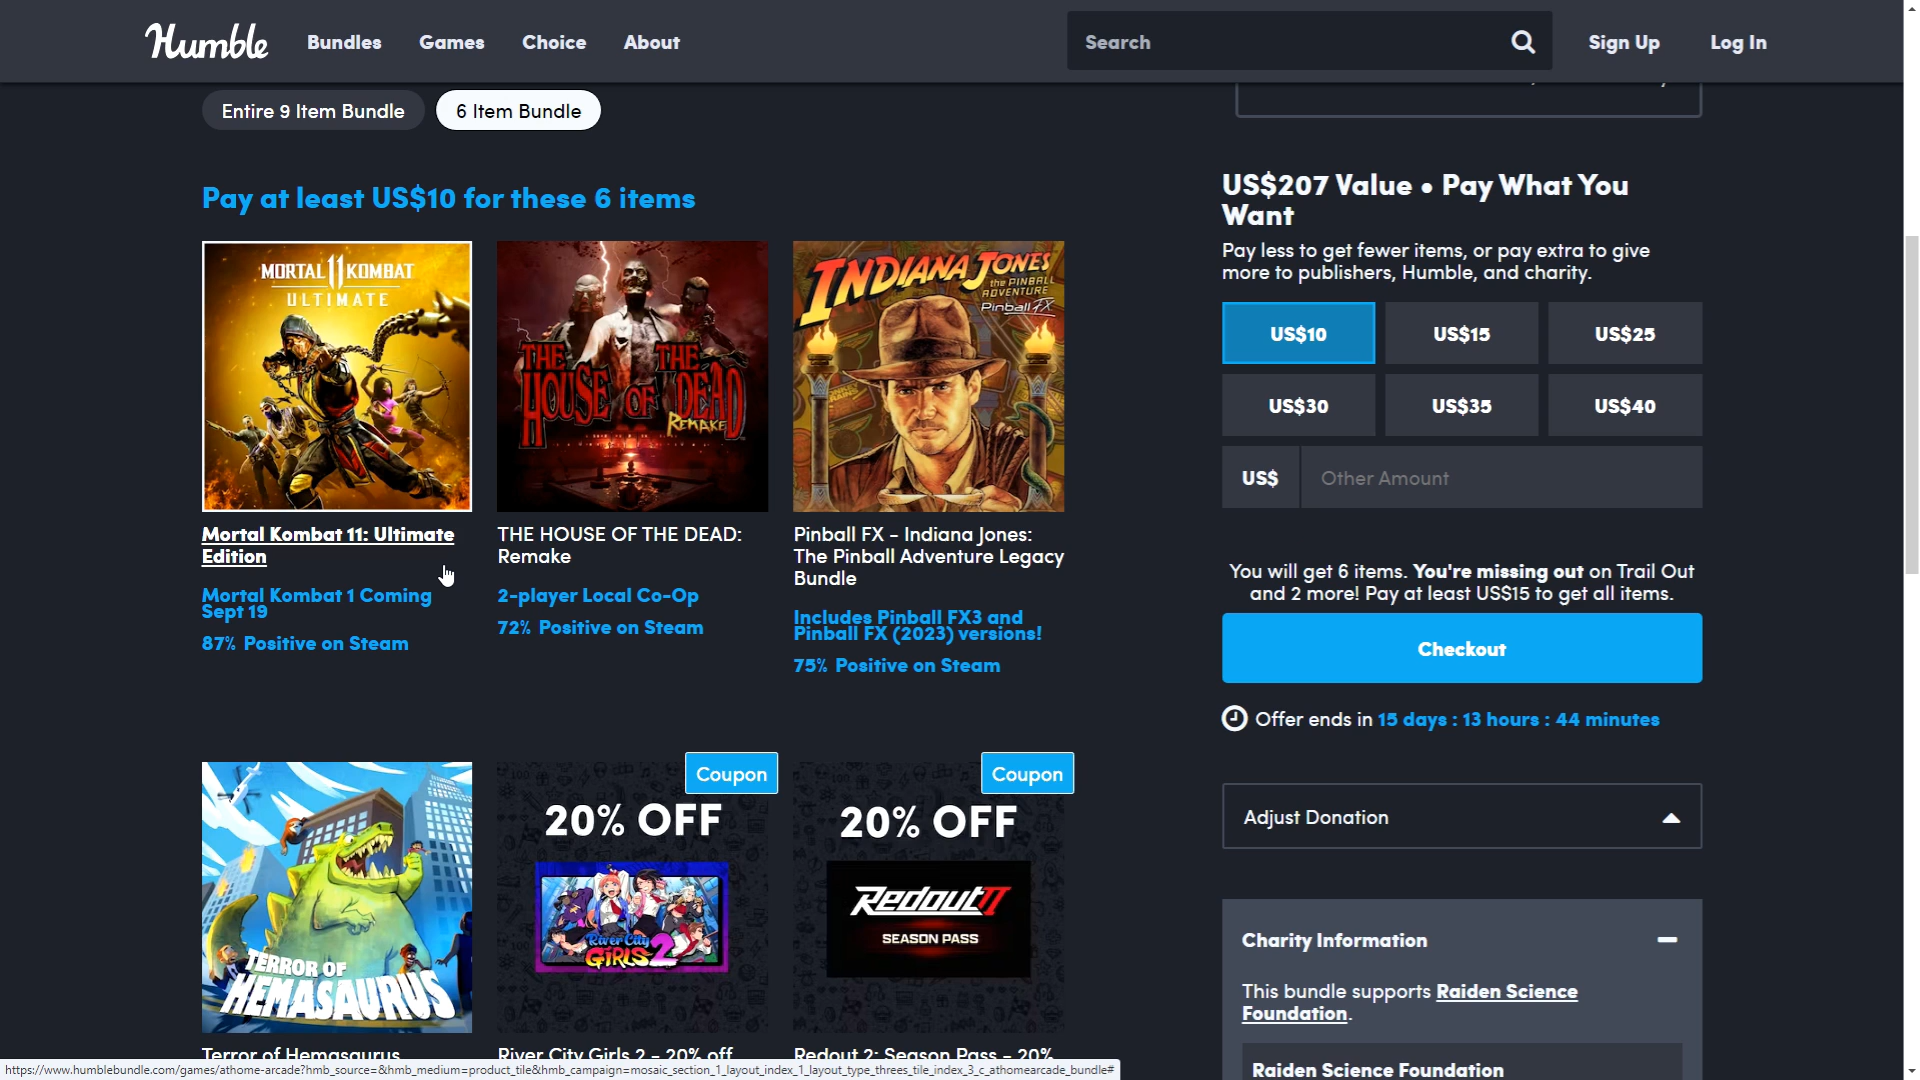 Humble
Bundles
Games
Choice
About
Search
Sign Up
Log In
Entire 9 Item Bundle
6 Item Bundle
Pay at least US$10 for these 6 items
MORTAL 11 KOMBAT
ULTIMATE
THE HOUSE OF THE DEAD
REMAKE
INDIANA JONES
the PINBALL
ADVENTURE
Pinball FX
Mortal Kombat 11: Ultimate
Edition
Mortal Kombat 1 Coming
Sept 19
87% Positive on Steam
THE HOUSE OF THE DEAD:
Remake
2-player Local Co-Op
72% Positive on Steam
Pinball FX - Indiana Jones:
The Pinball Adventure Legacy
Bundle
Includes Pinball FX3 and
Pinball FX (2023) versions!
75% Positive on Steam
TERROR OF
HEMASAURUS
Coupon
20% OFF
River City
GIRLS 2
Coupon
20% OFF
Redout II
SEASON PASS
Terror of Hemasaurus
River City Girls 2 - 20% off
Redout 2: Season Pass - 20%
US$207 Value • Pay What You
Want
Pay less to get fewer items, or pay extra to give
more to publishers, Humble, and charity.
US$10
US$15
US$25
US$30
US$35
US$40
US$
Other Amount
You will get 6 items. You're missing out on Trail Out
and 2 more! Pay at least US$15 to get all items.
Checkout
Offer ends in 15 days : 13 hours : 44 minutes
Adjust Donation
Charity Information
This bundle supports Raiden Science
Foundation.
Raiden Science Foundation
https://www.humblebundle.com/games/athome-arcade?hmb_source=&hmb_medium=product_tile&hmb_campaign=mosaic_section_1_layout_index_1_layout_type_threes_tile_index_3_c_athomearcade_bundle#